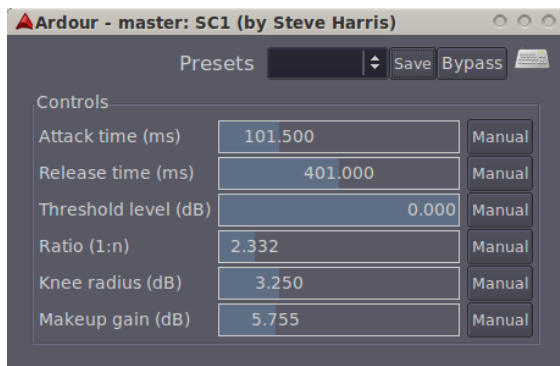 Ardour - master: SC1 (by Steve Harris)
Presets Save Bypass
Controls
Attack time (ms) 101.500 Manual
Release time (ms) 401.000 Manual
Threshold level (dB) 0.000 Manual
Ratio (1:n) 2.332 Manual
Knee radius (dB) 3.250 Manual
Makeup gain (dB) 5.755 Manual